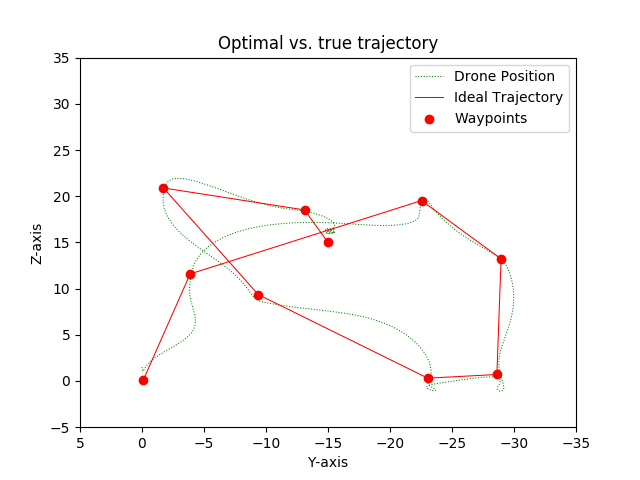 Optimal vs. true trajectory
Drone Position
Ideal Trajectory
Waypoints
35
30
25
20
15
10
5
0
−5
Z-axis
5 0 −5 −10 −15 −20 −25 −30 −35
Y-axis